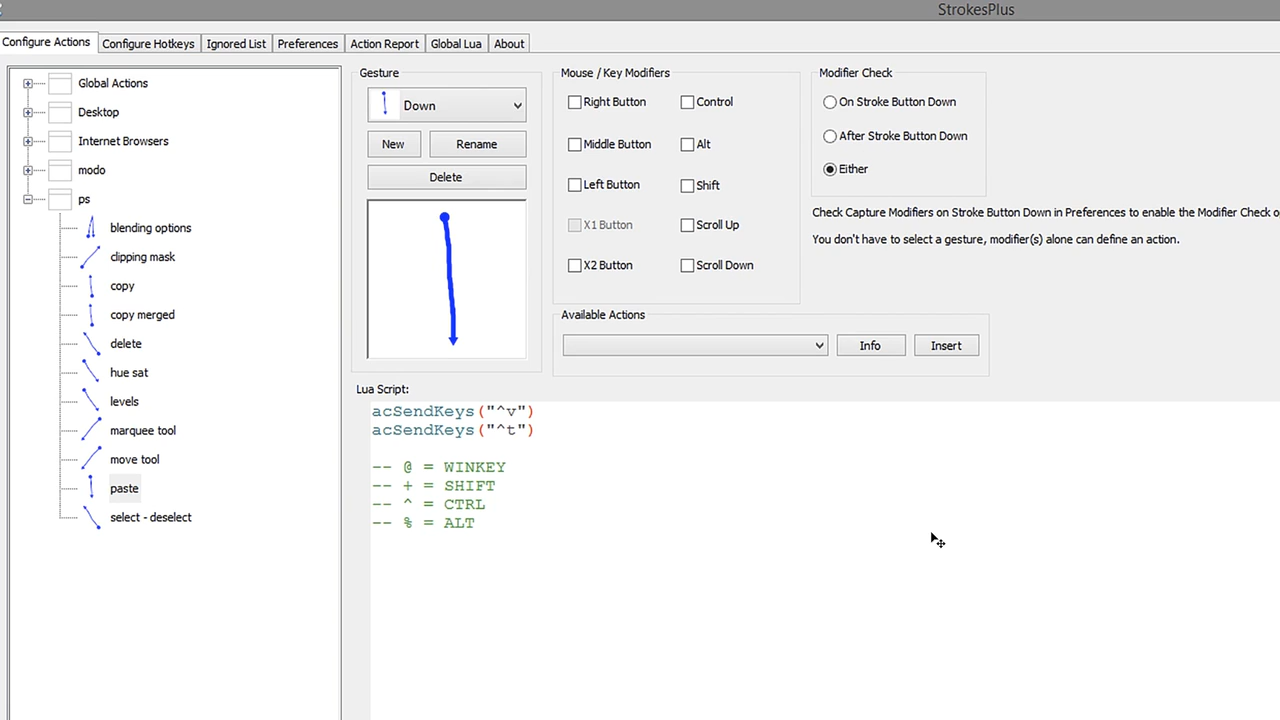 StrokesPlus
Configure Actions Configure Hotkeys Ignored List Preferences Action Report Global Lua About
Global Actions
Desktop
Internet Browsers
modo
ps
blending options
clipping mask
copy
copy merged
delete
hue sat
levels
marquee tool
move tool
paste
select - deselect
Gesture
Down
New Rename
Delete
Mouse / Key Modifiers
Right Button Control
Middle Button Alt
Left Button Shift
X1 Button Scroll Up
X2 Button Scroll Down
Modifier Check
On Stroke Button Down
After Stroke Button Down
Either
Check Capture Modifiers on Stroke Button Down in Preferences to enable the Modifier Check o
You don't have to select a gesture, modifier(s) alone can define an action.
Available Actions
Info Insert
Lua Script:
acSendKeys("^v")
acSendKeys("^t")
-- @ = WINKEY
-- + = SHIFT
-- ^ = CTRL
-- % = ALT